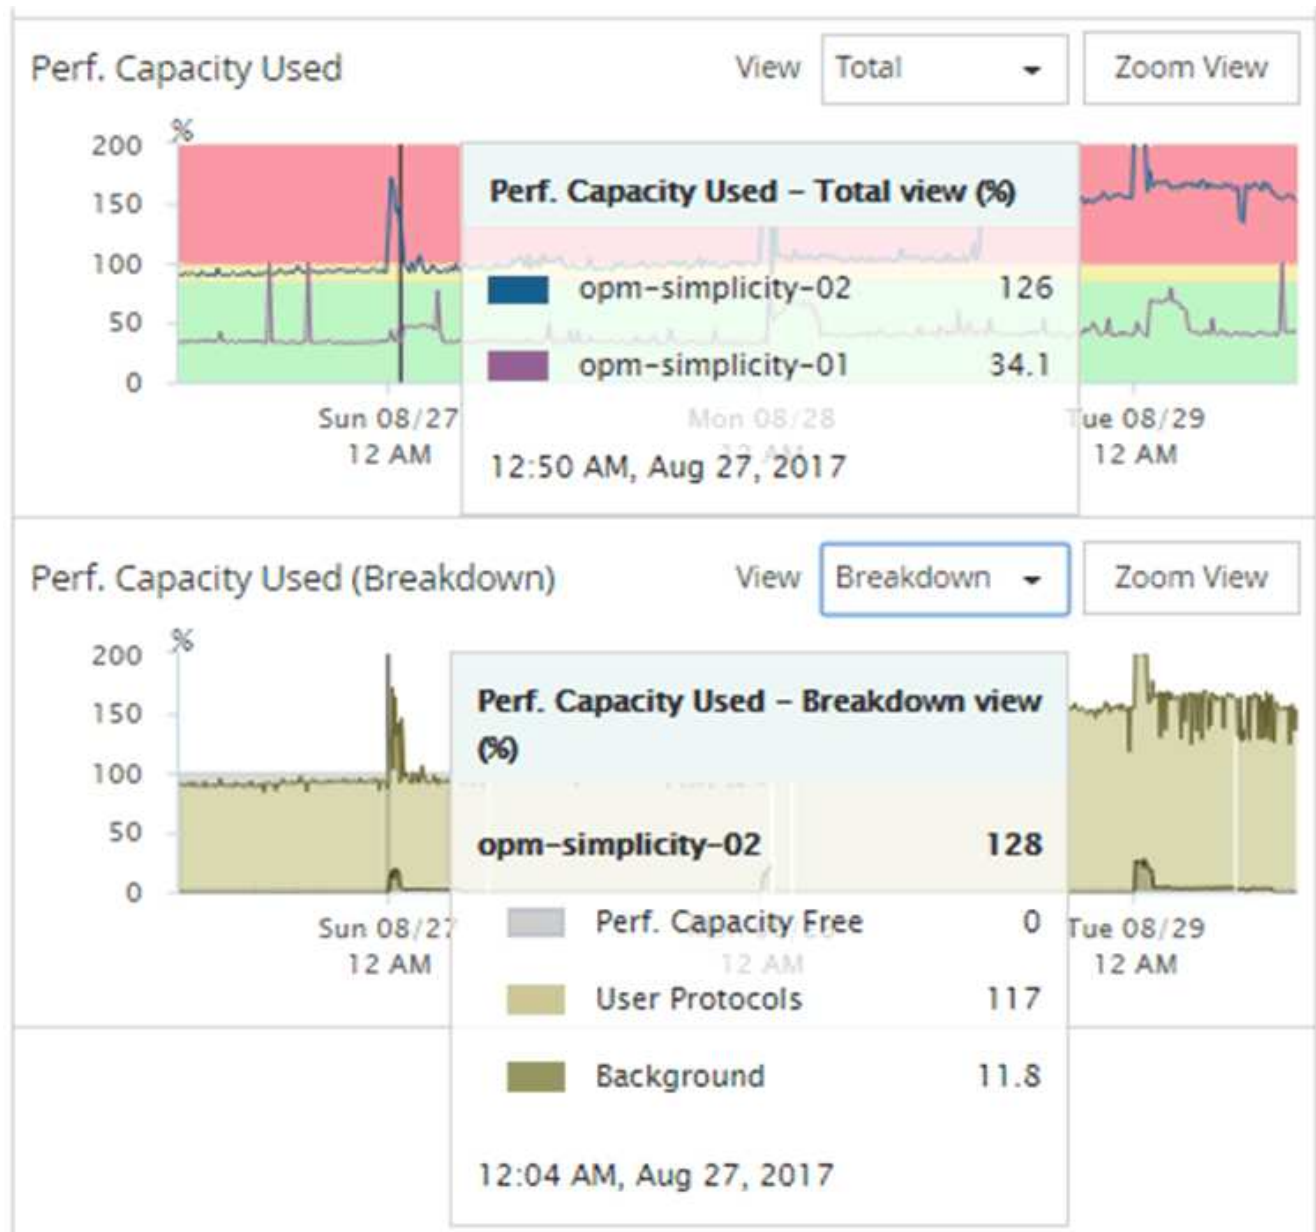 Perf. Capacity Used View Total Zoom View
%
200
150
100
50
0
Perf. Capacity Used – Total view (%)
opm-simplicity-02 126
opm-simplicity-01 34.1
12:50 AM, Aug 27, 2017
Sun 08/27 Mon 08/28 Tue 08/29
12 AM 12 AM 12 AM
Perf. Capacity Used (Breakdown) View Breakdown Zoom View
%
200
150
100
50
0
Perf. Capacity Used – Breakdown view
(%)
opm-simplicity-02 128
Perf. Capacity Free 0
User Protocols 117
Background 11.8
12:04 AM, Aug 27, 2017
Sun 08/27 Tue 08/29
12 AM 12 AM 12 AM